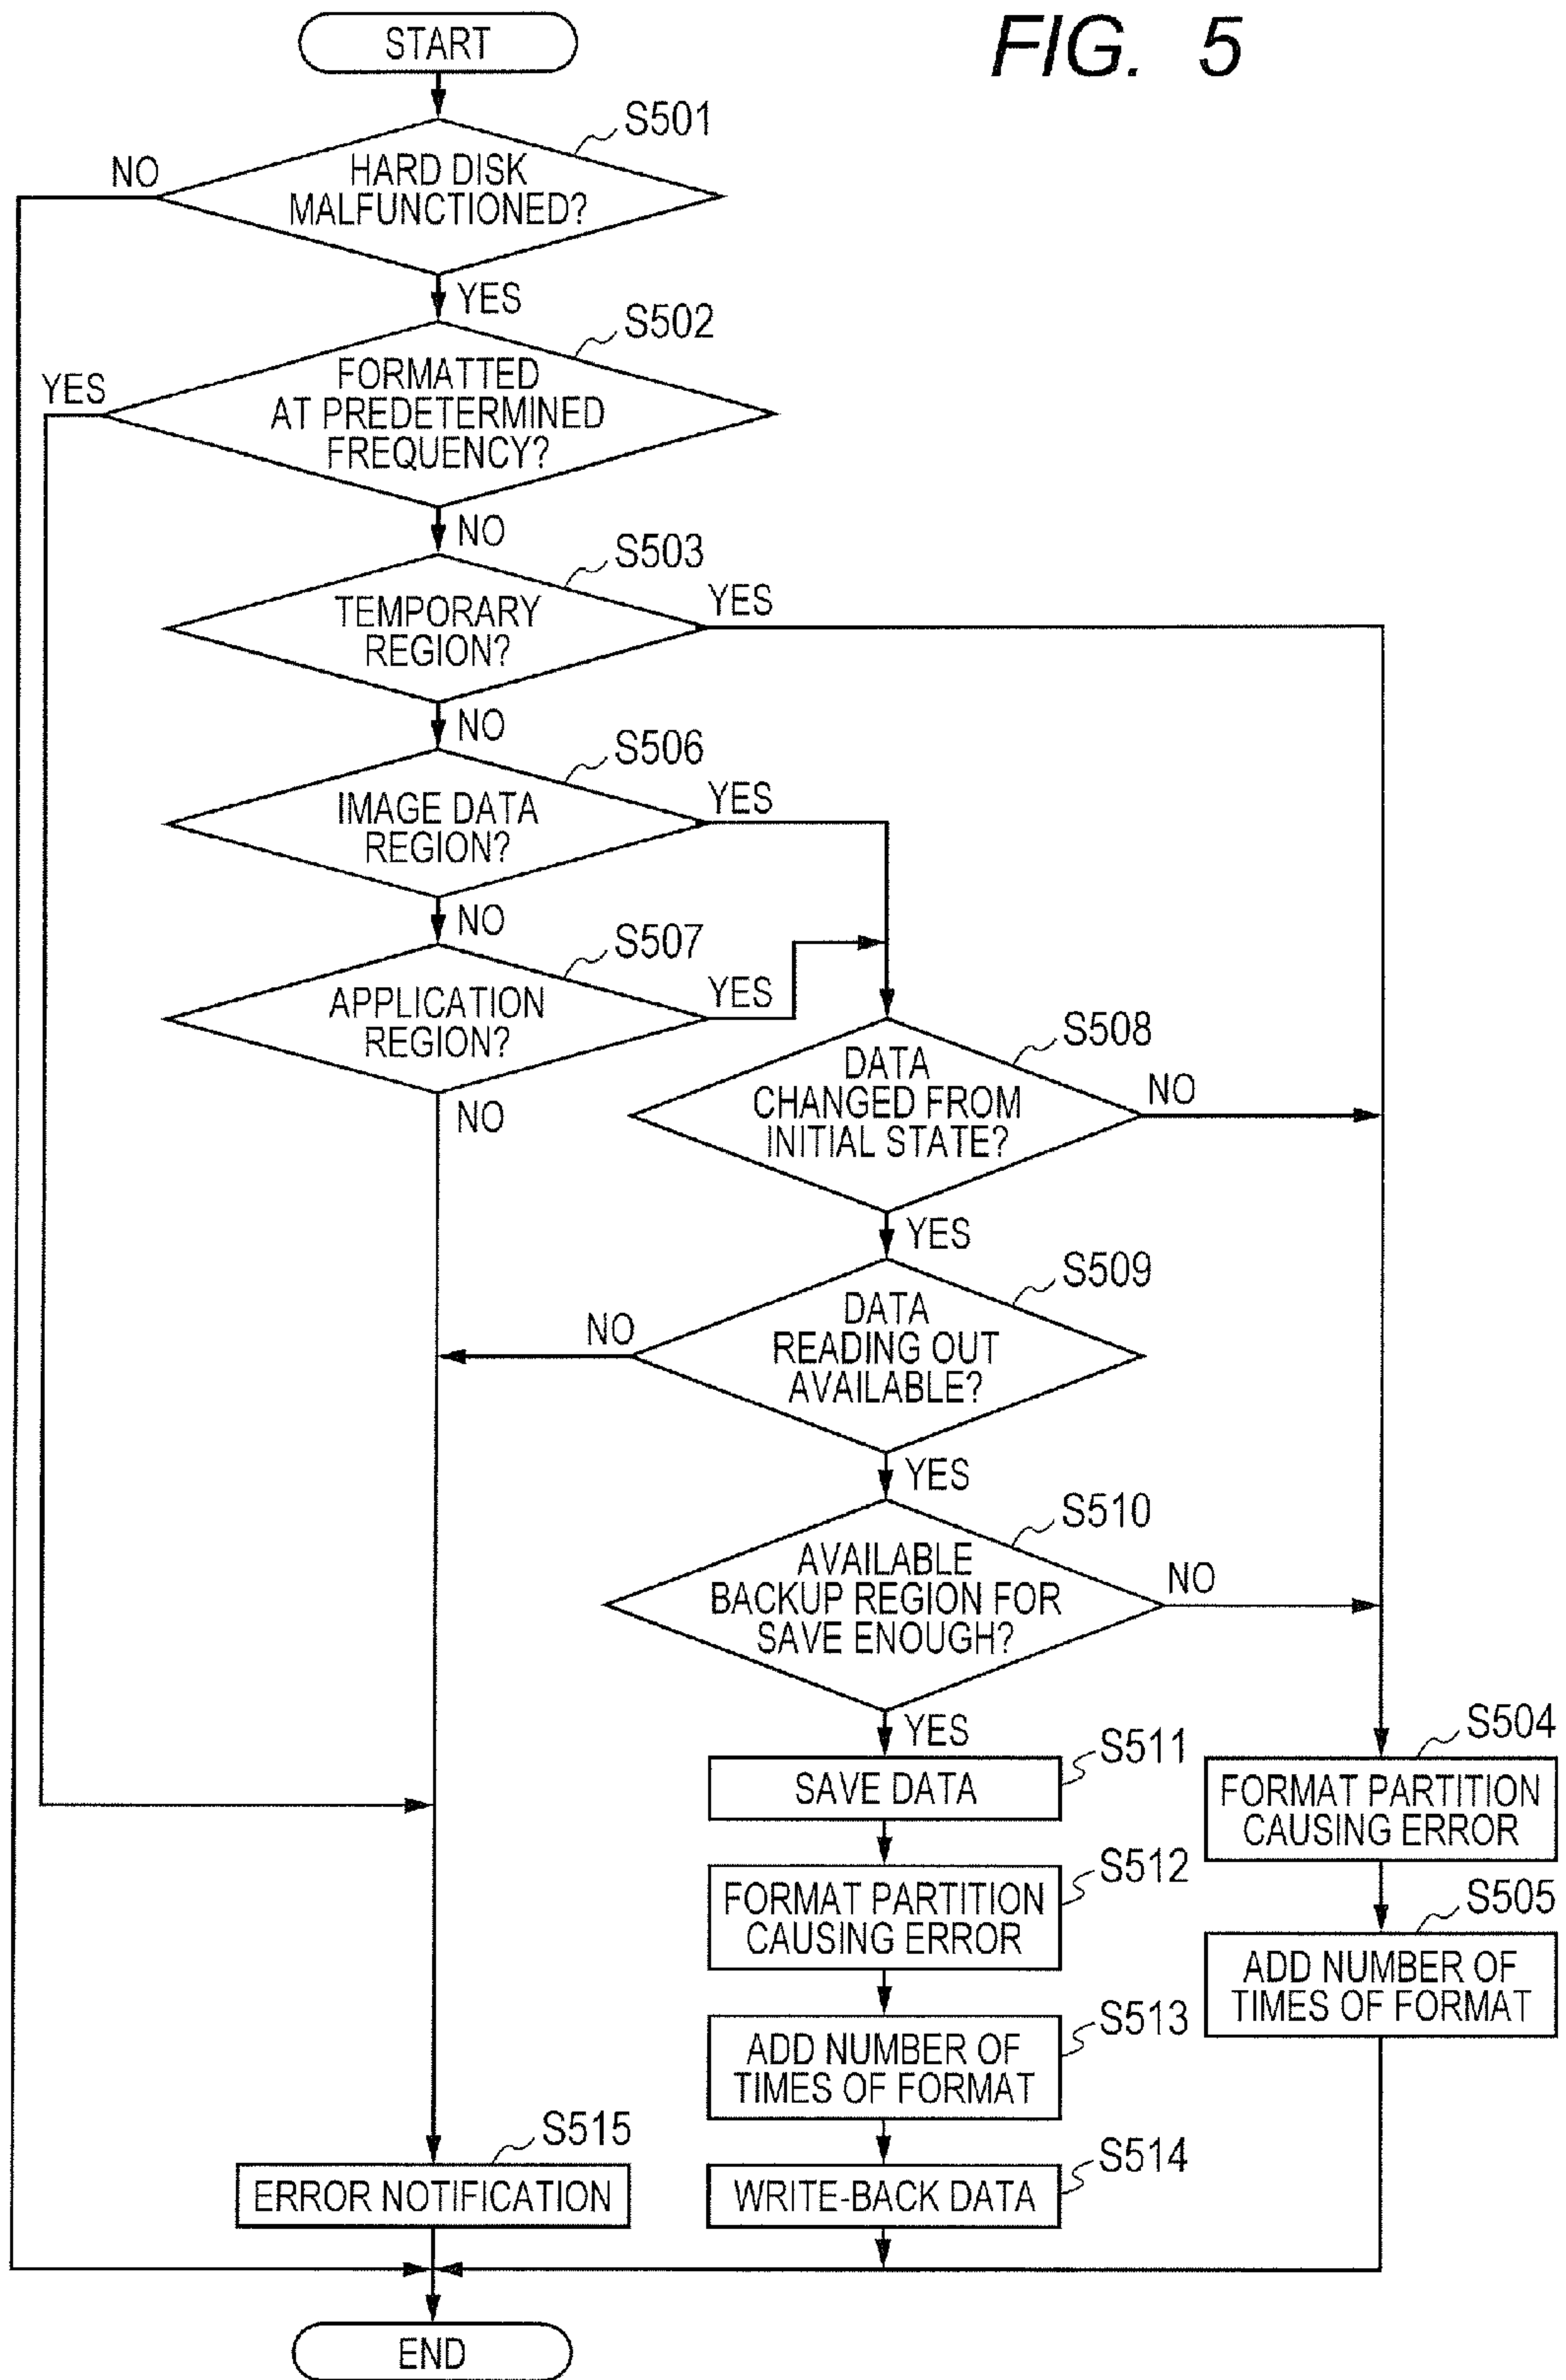 FIG. 5
START
S501
HARD DISK
MALFUNCTIONED?
NO
YES
S502
FORMATTED
AT PREDETERMINED
FREQUENCY?
YES
NO
S503
TEMPORARY
REGION?
YES
NO
S506
IMAGE DATA
REGION?
YES
NO
S507
APPLICATION
REGION?
YES
NO
S508
DATA
CHANGED FROM
INITIAL STATE?
NO
YES
S509
DATA
READING OUT
AVAILABLE?
NO
YES
S510
AVAILABLE
BACKUP REGION FOR
SAVE ENOUGH?
NO
YES
S511
SAVE DATA
S504
FORMAT PARTITION
CAUSING ERROR
S512
FORMAT PARTITION
CAUSING ERROR
S505
ADD NUMBER OF
TIMES OF FORMAT
S513
ADD NUMBER OF
TIMES OF FORMAT
S515
ERROR NOTIFICATION
S514
WRITE-BACK DATA
END